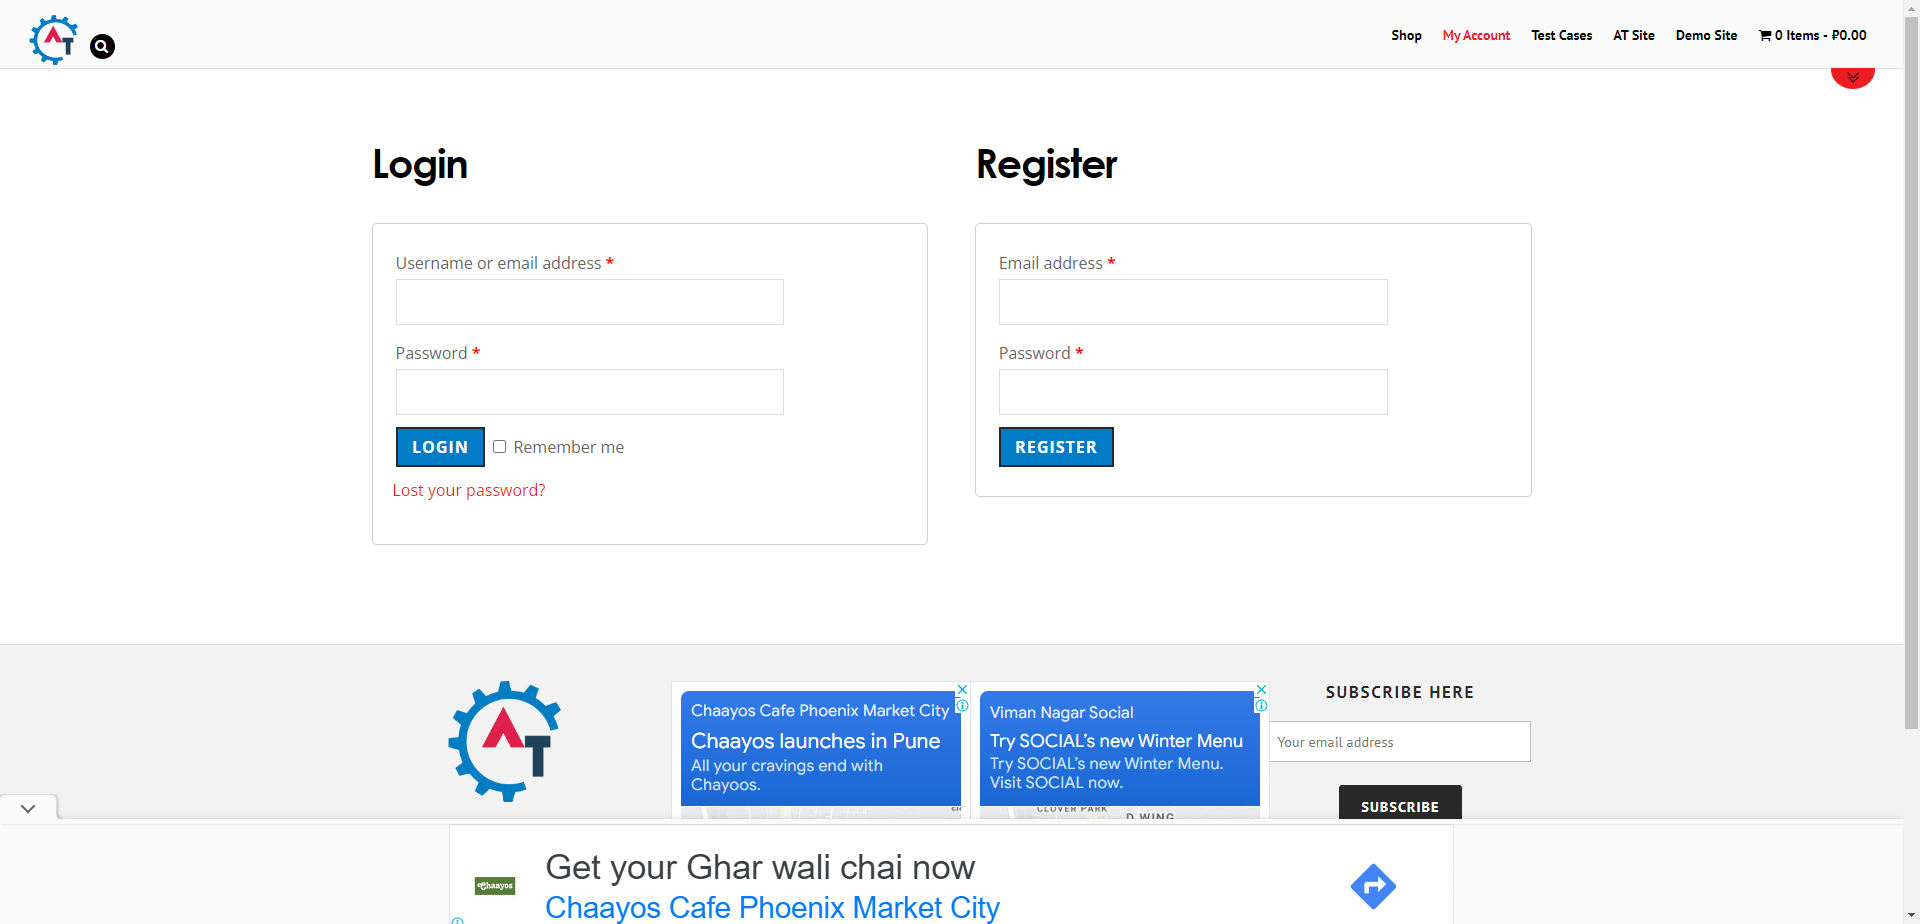 AT
Shop
My Account
Test Cases
AT Site
Demo Site
0 Items - ₽0.00
Login
Register
Username or email address *
Password *
LOGIN
Remember me
Lost your password?
Email address *
Password *
REGISTER
AT
Chaayos Cafe Phoenix Market City
Chaayos launches in Pune
All your cravings end with
Chayoos.
Viman Nagar Social
Try SOCIAL's new Winter Menu
Try SOCIAL's new Winter Menu.
Visit SOCIAL now.
CLOVER PARK
D WING
SUBSCRIBE HERE
Your email address
SUBSCRIBE
Chaayos
Get your Ghar wali chai now
Chaayos Cafe Phoenix Market City